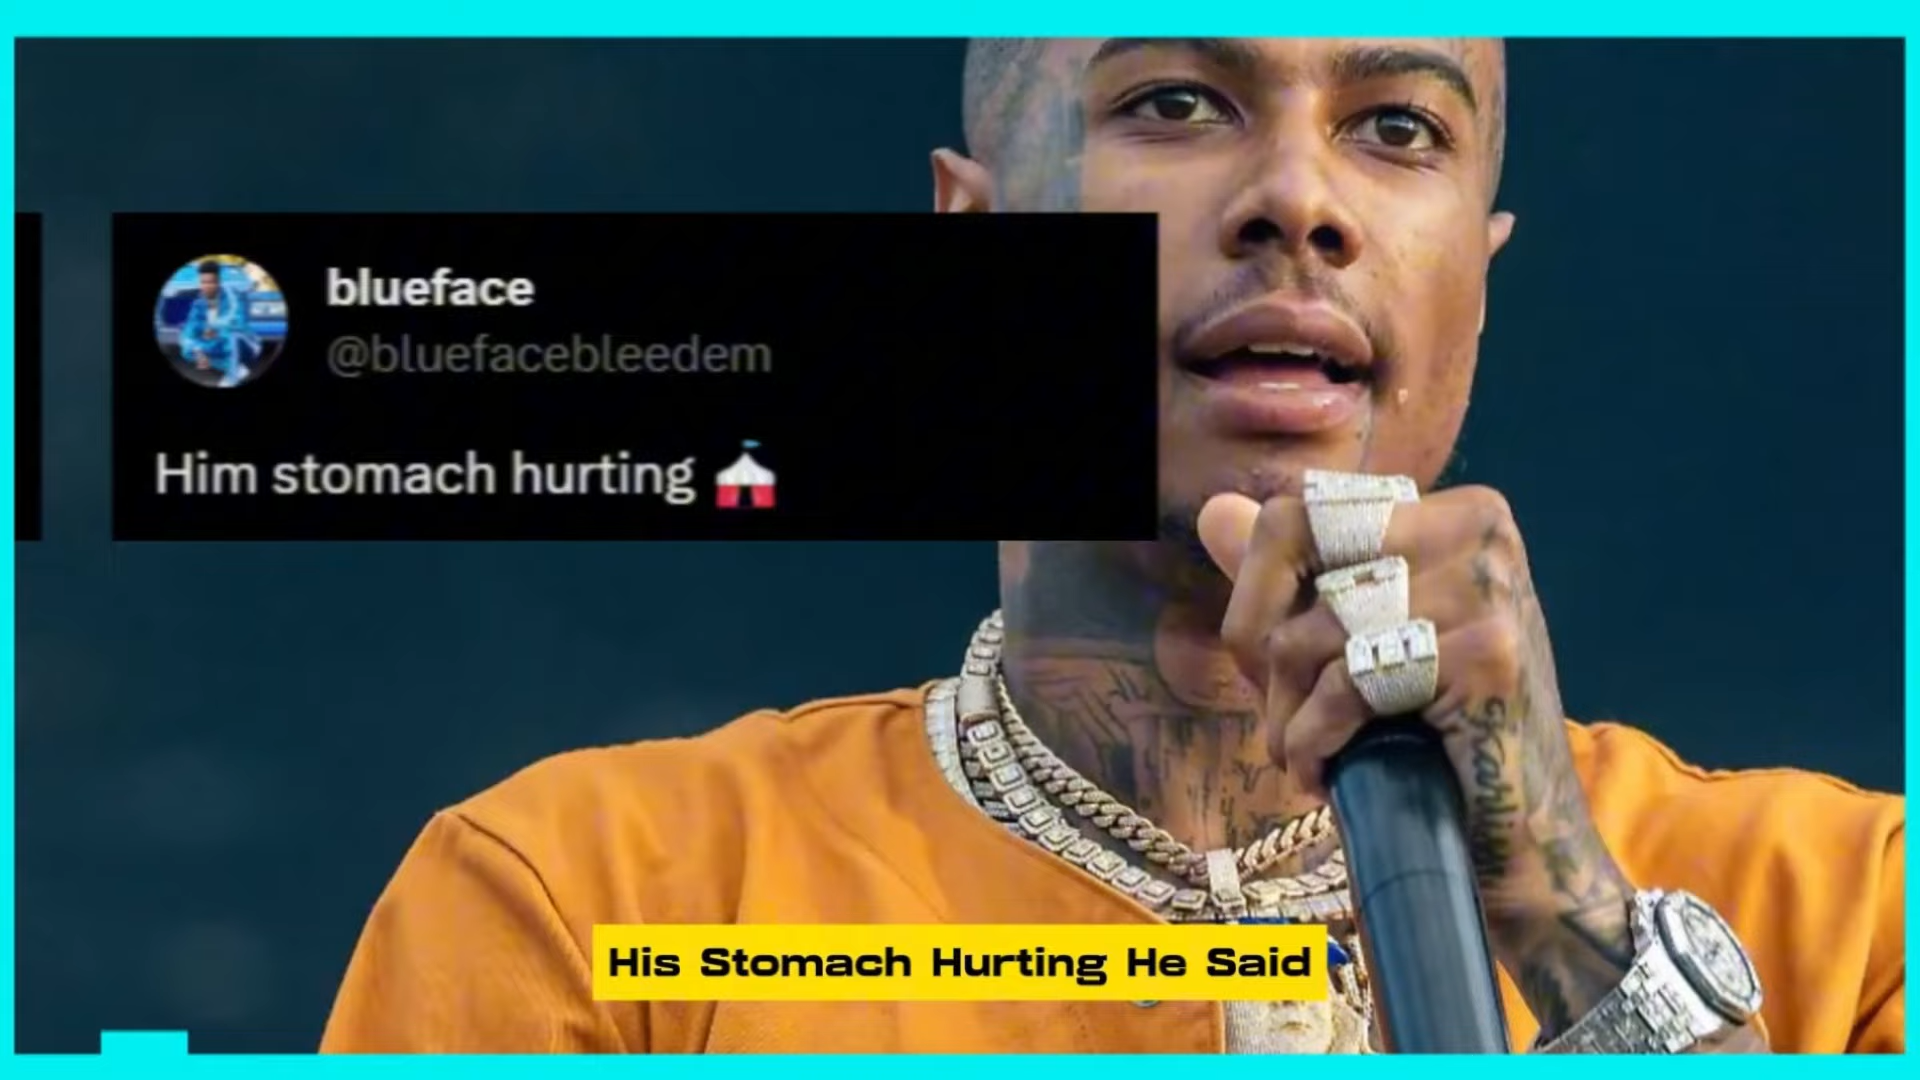 blueface
@bluefacebleedem
Him stomach hurting 🎪
His Stomach Hurting He Said